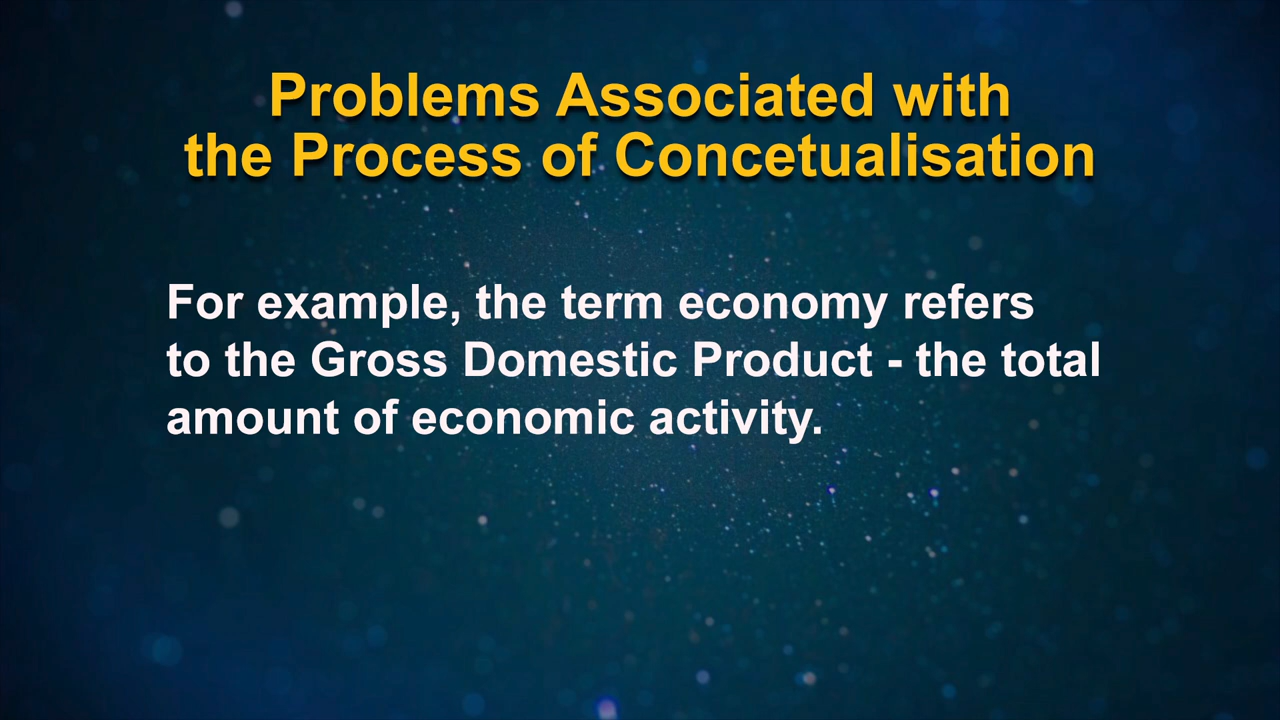 Problems Associated with
the Process of Concetualisation
For example, the term economy refers
to the Gross Domestic Product - the total
amount of economic activity.